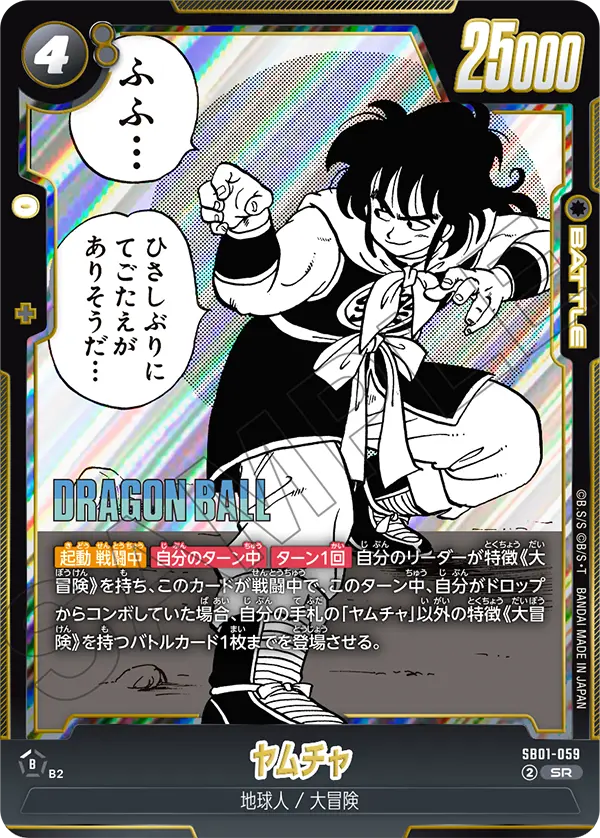 4
25000
ふふ…
ひさしぶりに
てごたえが
ありそうだ…
0
BATTLE
SAMPLE
DRAGON BALL
起動 戦闘中 自分のターン中 ターン1回 自分のリーダーが特徴《大
冒険》を持ち、このカードが戦闘中で、このターン中、自分がドロップ
からコンボしていた場合、自分の手札の「ヤムチャ」以外の特徴《大冒
険》を持つバトルカード1枚までを登場させる。
©B.S/S ©B/S・T BANDAI MADE IN JAPAN
B
B2
ヤムチャ
SB01-059
2 SR
地球人 / 大冒険